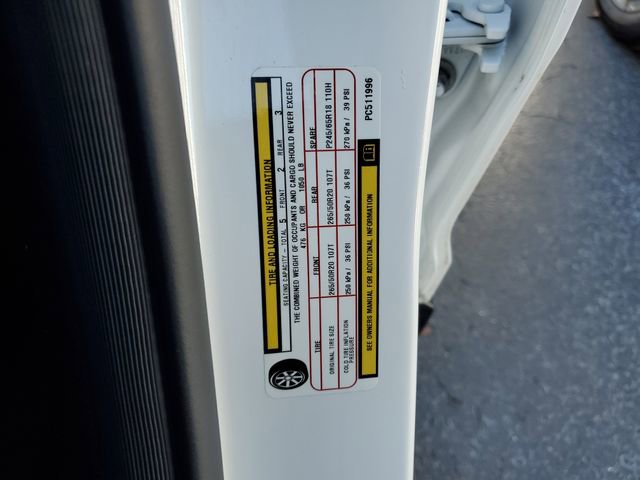 TIRE AND LOADING INFORMATION
SEATING CAPACITY - TOTAL 5 FRONT 2 REAR 3
THE COMBINED WEIGHT OF OCCUPANTS AND CARGO SHOULD NEVER EXCEED
476 KG OR 1050 LB
TIRE FRONT REAR SPARE
ORIGINAL TIRE SIZE 265/50R20 107T 265/50R20 107T P245/65R18 110H
COLD TIRE INFLATION PRESSURE 250 kPa / 36 PSI 250 kPa / 36 PSI 270 kPa / 39 PSI
SEE OWNERS MANUAL FOR ADDITIONAL INFORMATION
PC511996